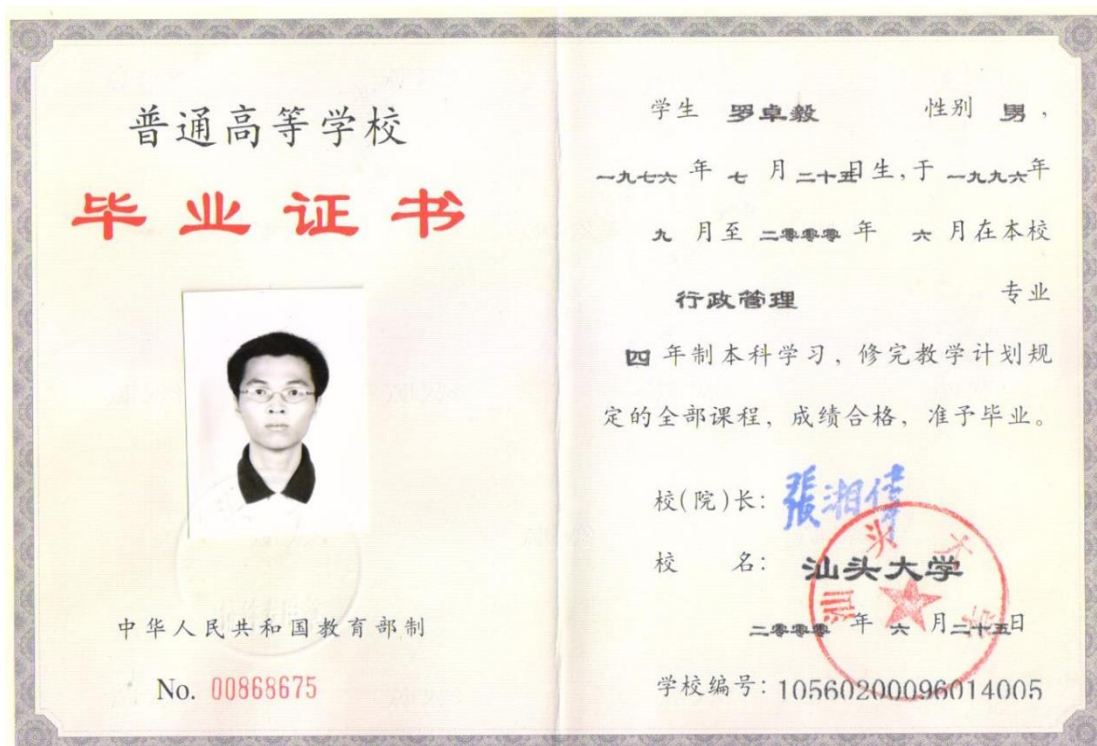 普通高等学校
毕业证书
中华人民共和国教育部制
No. 00868675
学生 罗卓毅 性别 男，
一九七六 年 七 月 二十五日生，于 一九九六年
九 月至 二零零零 年 六 月在本校
行政管理 专业
四 年制本科学习，修完教学计划规
定的全部课程，成绩合格，准予毕业。
校(院)长： 張湘偉
校 名： 汕头大学
汕头大学
二零零零 年 六 月二十五日
学校编号：10560200096014005